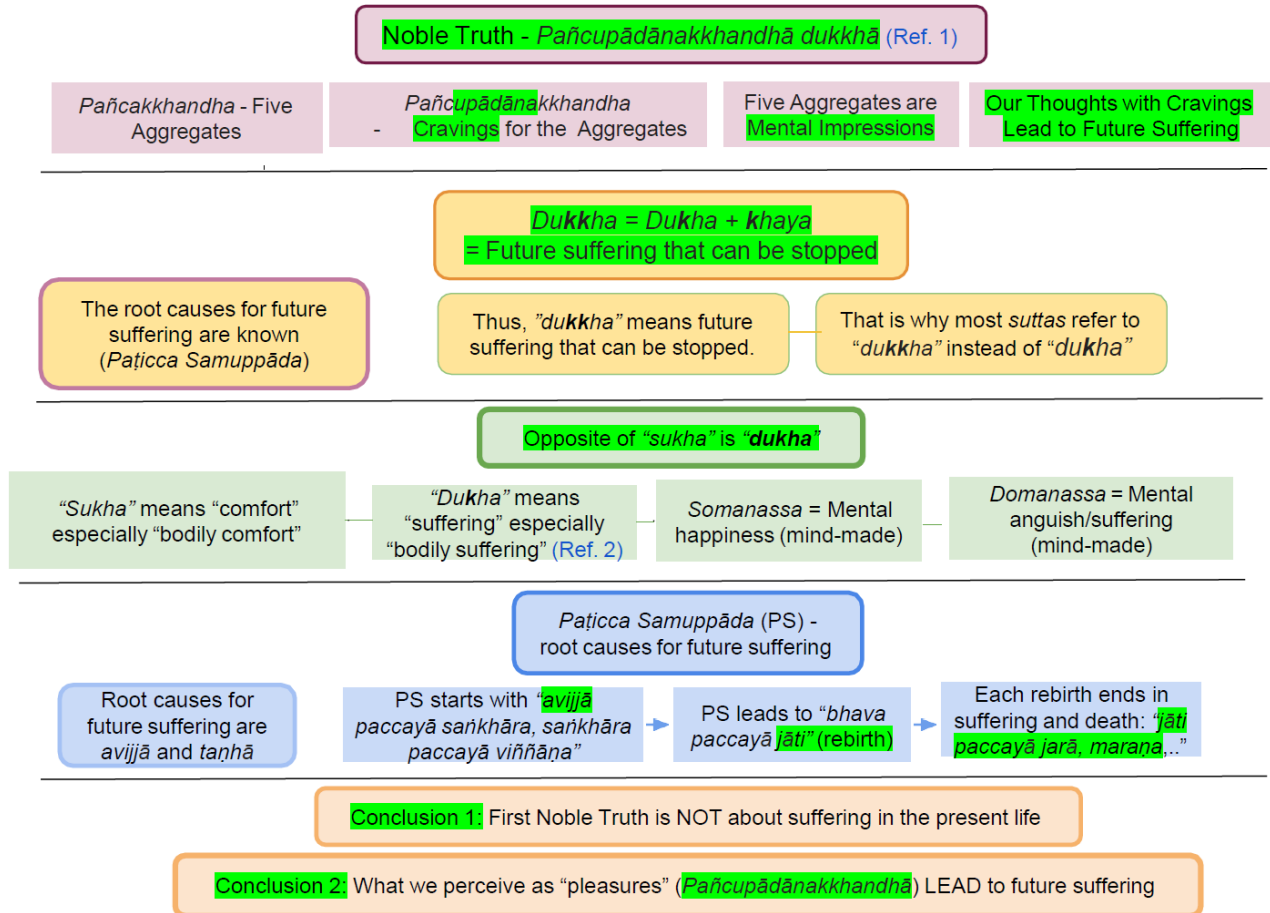 Noble Truth - Pañcupādānakkhandhā dukkhā (Ref. 1)
Pañcakkhandha - Five
Aggregates
Pañcupādānakkhandha
- Cravings for the Aggregates
Five Aggregates are
Mental Impressions
Our Thoughts with Cravings
Lead to Future Suffering
Dukkha = Dukha + khaya
= Future suffering that can be stopped
The root causes for future
suffering are known
(Paṭicca Samuppāda)
Thus, ”dukkha” means future
suffering that can be stopped.
That is why most suttas refer to
“dukkha” instead of “dukha”
Opposite of “sukha” is “dukha”
“Sukha” means “comfort”
especially “bodily comfort”
“Dukha” means
“suffering” especially
“bodily suffering” (Ref. 2)
Somanassa = Mental
happiness (mind-made)
Domanassa = Mental
anguish/suffering
(mind-made)
Paṭicca Samuppāda (PS) -
root causes for future suffering
Root causes for
future suffering are
avijjā and taṇhā
PS starts with “avijjā
paccayā saṅkhāra, saṅkhāra
paccayā viññāṇa”
PS leads to “bhava
paccayā jāti” (rebirth)
Each rebirth ends in
suffering and death: “jāti
paccayā jarā, maraṇa,..”
Conclusion 1: First Noble Truth is NOT about suffering in the present life
Conclusion 2: What we perceive as “pleasures” (Pañcupādānakkhandhā) LEAD to future suffering